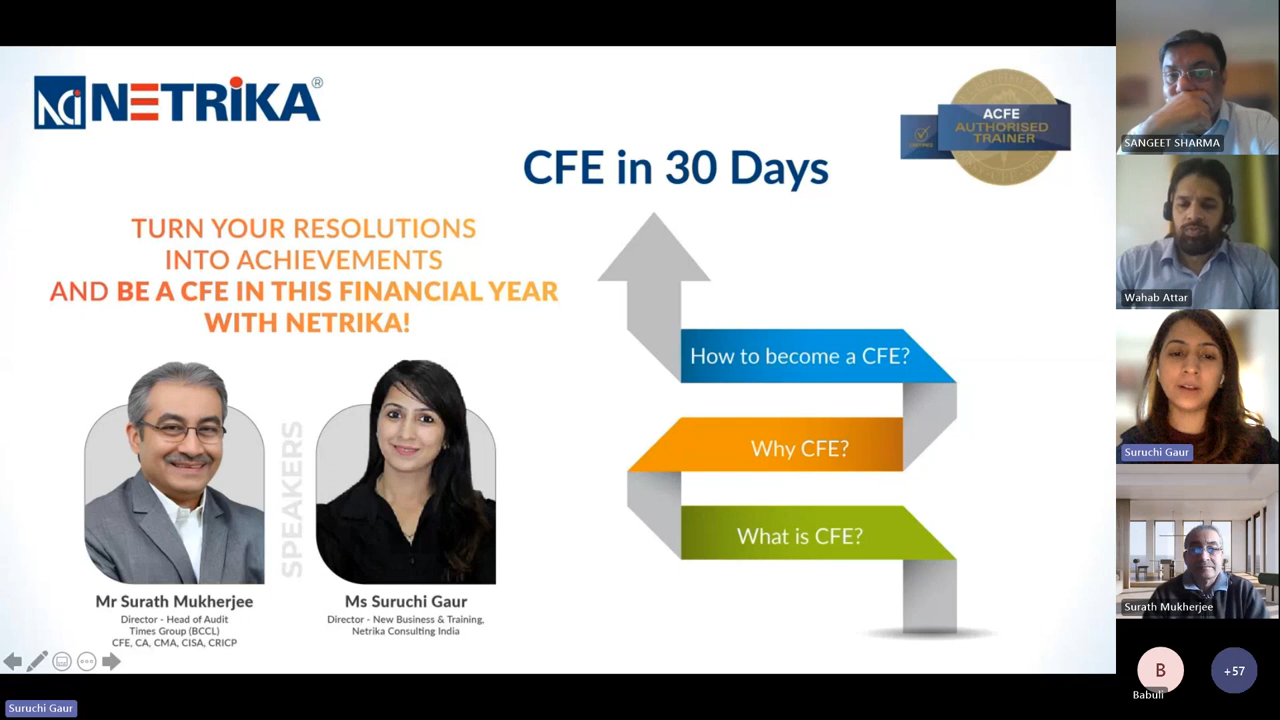 NCi NETRIKA®
ACFE
AUTHORISED
TRAINER
CFE in 30 Days
TURN YOUR RESOLUTIONS
INTO ACHIEVEMENTS
AND BE A CFE IN THIS FINANCIAL YEAR
WITH NETRIKA!
How to become a CFE?
Why CFE?
What is CFE?
SPEAKERS
Mr Surath Mukherjee
Director - Head of Audit
Times Group (BCCL)
CFE, CA, CMA, CISA, CRICP
Ms Suruchi Gaur
Director - New Business & Training,
Netrika Consulting India
Suruchi Gaur
SANGEET SHARMA
Wahab Attar
Suruchi Gaur
Surath Mukherjee
B
Babuli
+57